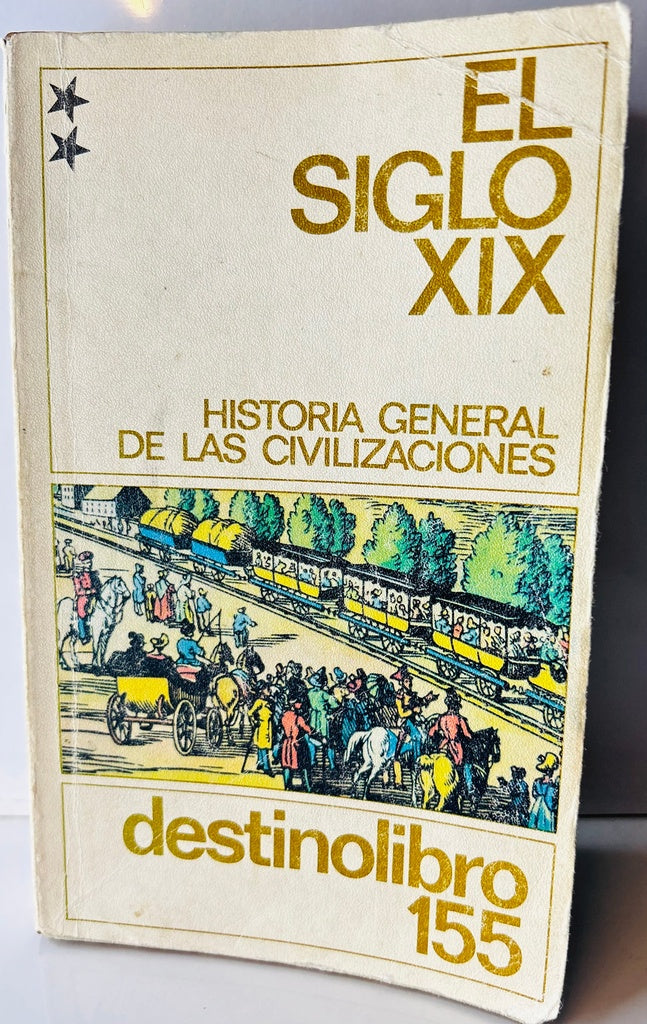 EL
SIGLO
XIX
HISTORIA GENERAL
DE LAS CIVILIZACIONES
destinolibro
155